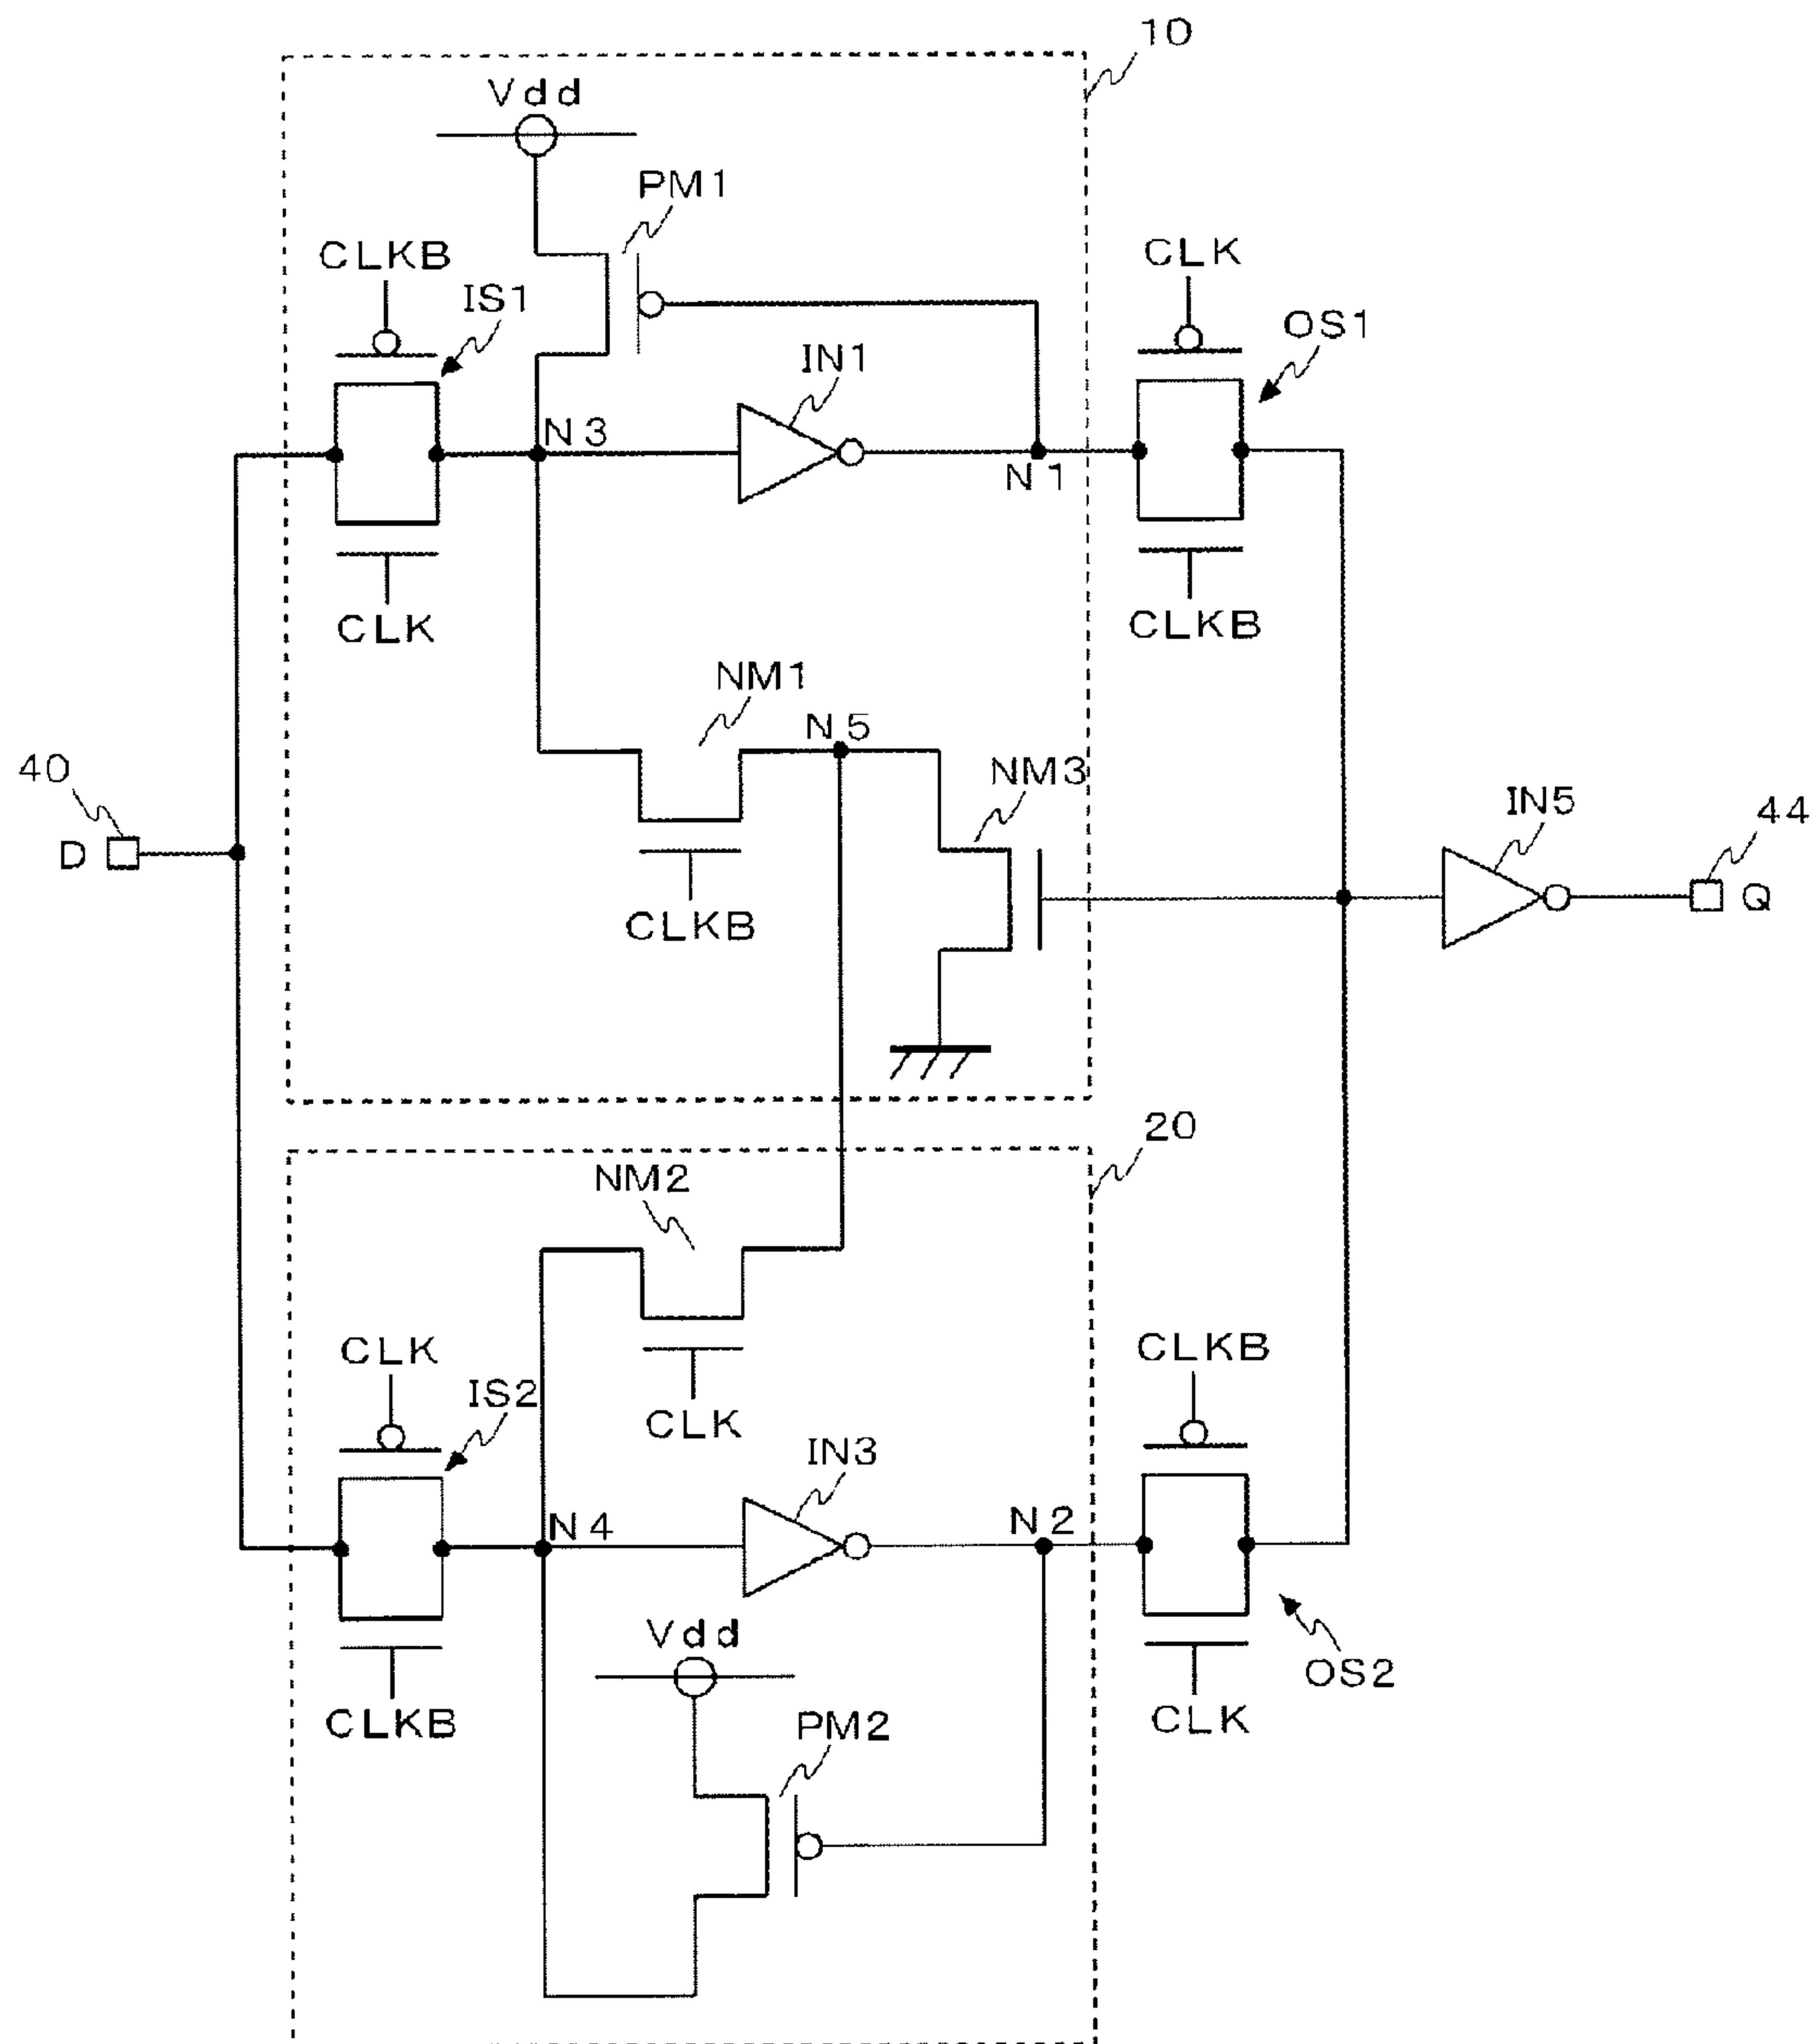 10
Vdd
PM1
CLKB
IS1
CLK
OS1
IN1
N3
N1
CLK
CLKB
NM1
N5
NM3
40
D
IN5
44
Q
CLKB
20
NM2
CLK
IS2
CLK
CLKB
IN3
N4
N2
Vdd
OS2
CLKB
PM2
CLK